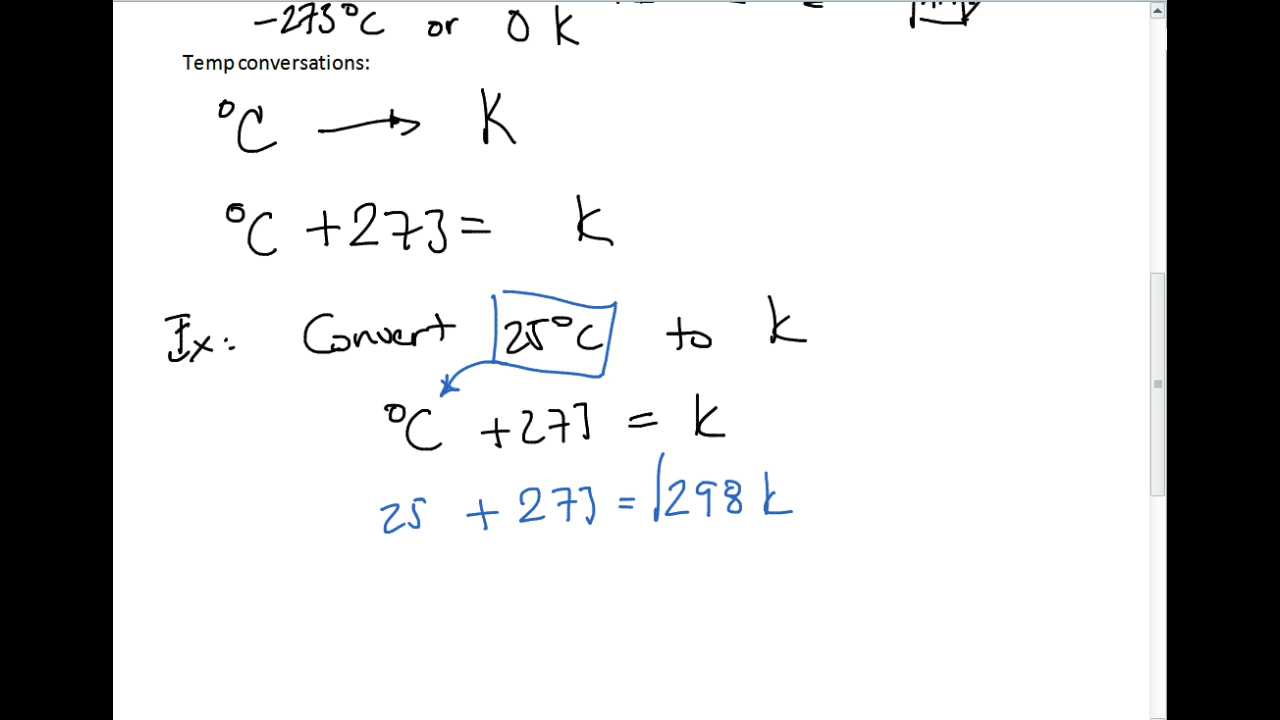 -273°C or 0 K
Temp conversations:
°C → K
°C +273= K
Ex: Convert 25°C to K
°C +273 = K
25 + 273 = 298 K